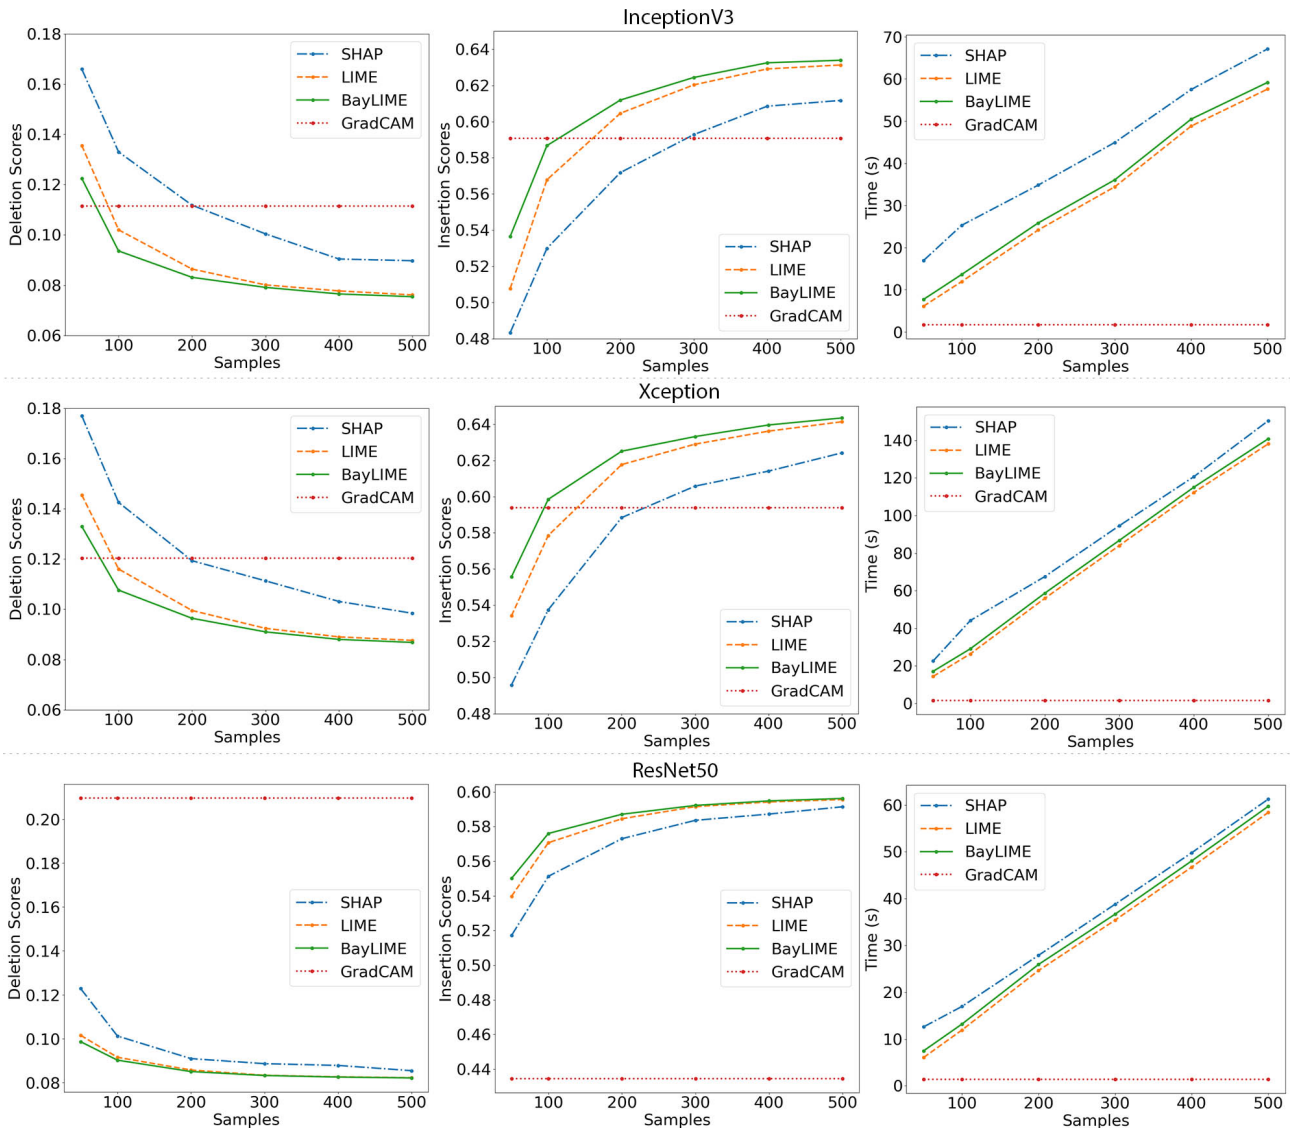 InceptionV3
0.18
0.16
0.14
0.12
0.10
0.08
0.06
Deletion Scores
SHAP
LIME
BayLIME
GradCAM
100 200 300 400 500
Samples
0.64
0.62
0.60
0.58
0.56
0.54
0.52
0.50
0.48
Insertion Scores
SHAP
LIME
BayLIME
GradCAM
100 200 300 400 500
Samples
70
60
50
40
30
20
10
0
Time (s)
SHAP
LIME
BayLIME
GradCAM
100 200 300 400 500
Samples
Xception
0.18
0.16
0.14
0.12
0.10
0.08
0.06
Deletion Scores
SHAP
LIME
BayLIME
GradCAM
100 200 300 400 500
Samples
0.64
0.62
0.60
0.58
0.56
0.54
0.52
0.50
0.48
Insertion Scores
SHAP
LIME
BayLIME
GradCAM
100 200 300 400 500
Samples
140
120
100
80
60
40
20
0
Time (s)
SHAP
LIME
BayLIME
GradCAM
100 200 300 400 500
Samples
ResNet50
0.20
0.18
0.16
0.14
0.12
0.10
0.08
Deletion Scores
SHAP
LIME
BayLIME
GradCAM
100 200 300 400 500
Samples
0.60
0.58
0.56
0.54
0.52
0.50
0.48
0.46
0.44
Insertion Scores
SHAP
LIME
BayLIME
GradCAM
100 200 300 400 500
Samples
60
50
40
30
20
10
0
Time (s)
SHAP
LIME
BayLIME
GradCAM
100 200 300 400 500
Samples